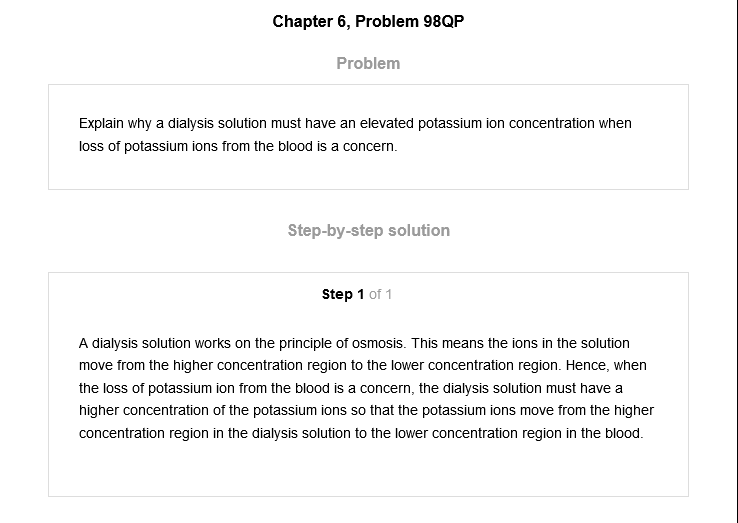 Chapter 6, Problem 98QP
Problem
Explain why a dialysis solution must have an elevated potassium ion concentration when
loss of potassium ions from the blood is a concern.
Step-by-step solution
Step 1 of 1
A dialysis solution works on the principle of osmosis. This means the ions in the solution
move from the higher concentration region to the lower concentration region. Hence, when
the loss of potassium ion from the blood is a concern, the dialysis solution must have a
higher concentration of the potassium ions so that the potassium ions move from the higher
concentration region in the dialysis solution to the lower concentration region in the blood.